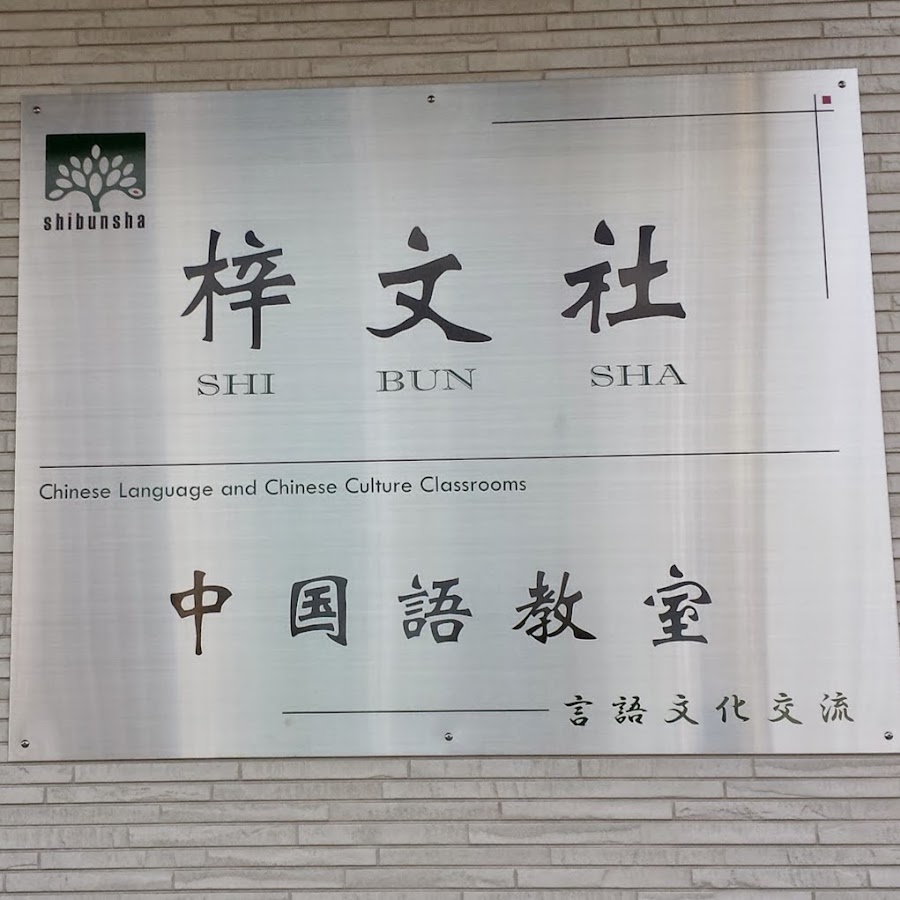 shibunsha
梓文社
SHI BUN SHA
Chinese Language and Chinese Culture Classrooms
中国語教室
言語文化交流